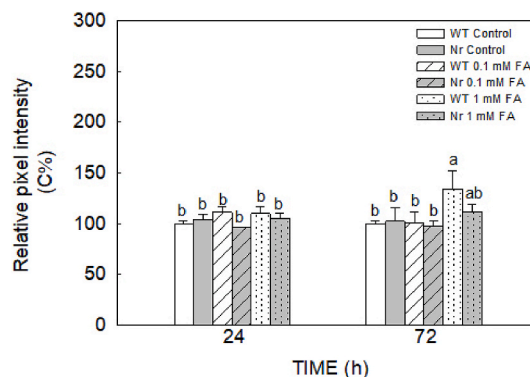 300
250
200
150
100
50
0
Relative pixel intensity
(C%)
WT Control
Nr Control
WT 0.1 mM FA
Nr 0.1 mM FA
WT 1 mM FA
Nr 1 mM FA
b b b b b b
b b b b a ab
24 72
TIME (h)